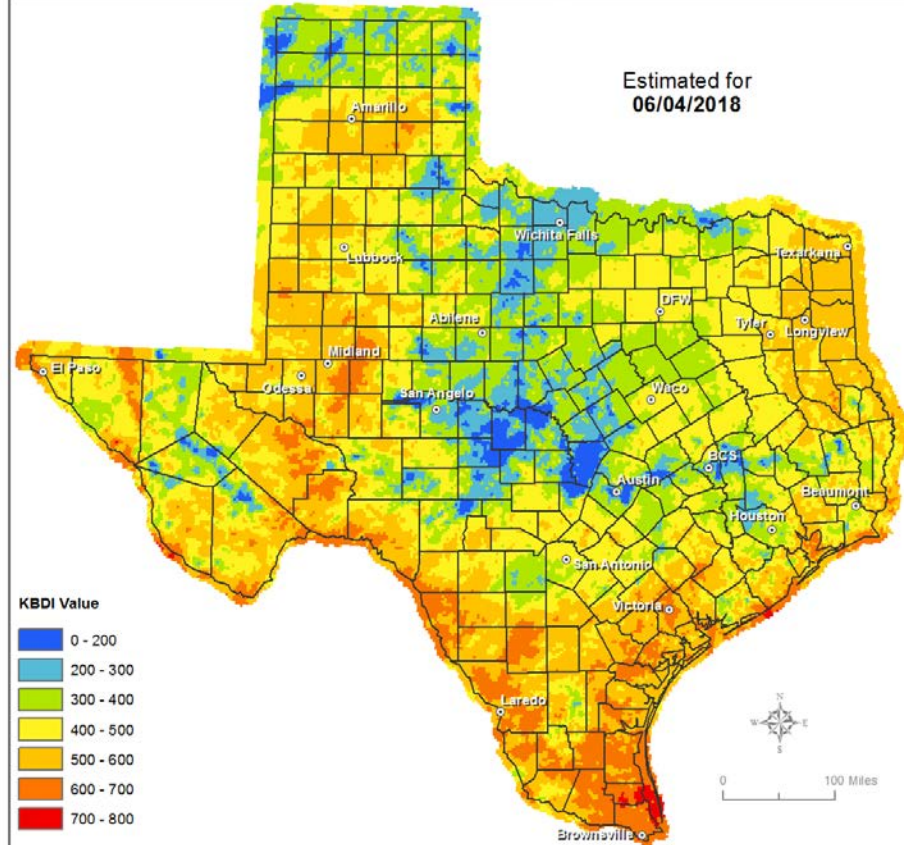 Estimated for
06/04/2018
Amarillo
Wichita Falls
Lubbock
Texarkana
DFW
Abilene
Tyler
Longview
El Paso
Midland
Odessa
San Angelo
Waco
BCS
Austin
Beaumont
Houston
San Antonio
Victoria
Laredo
Brownsville
KBDI Value
0 - 200
200 - 300
300 - 400
400 - 500
500 - 600
600 - 700
700 - 800
N
W E
S
0 100 Miles